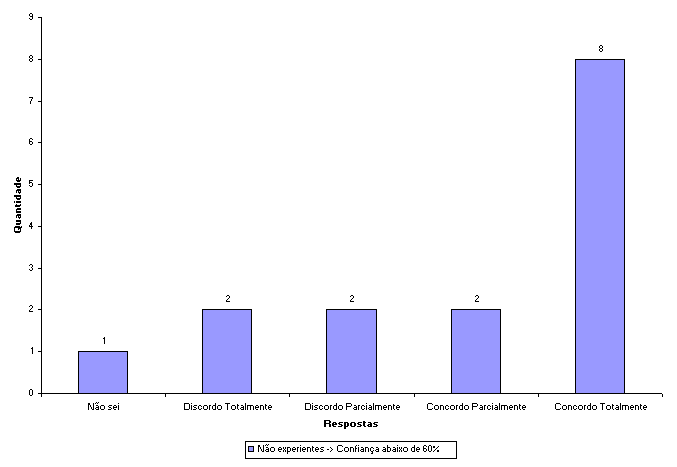 9
8
7
6
5
4
3
2
1
0
Quantidade
1
2
2
2
8
Não sei
Discordo Totalmente
Discordo Parcialmente
Concordo Parcialmente
Concordo Totalmente
Respostas
Não experientes -> Confiança abaixo de 60%